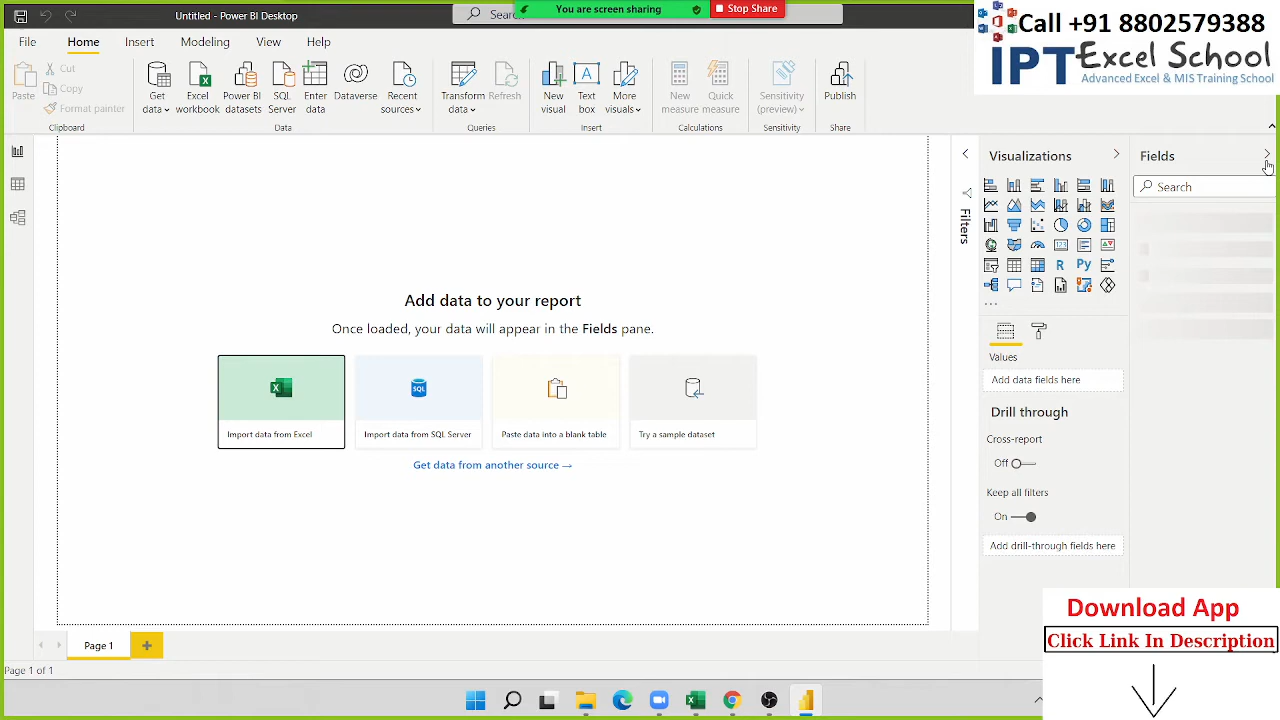 Untitled - Power BI Desktop
You are screen sharing
Stop Share
Call +91 8802579388
IPT Excel School
Advanced Excel & MIS Training School
File
Home
Insert
Modeling
View
Help
Paste
Cut
Copy
Format painter
Clipboard
Get data
Excel workbook
Power BI datasets
SQL Server
Enter data
Dataverse
Recent sources
Data
Transform data
Refresh
Queries
New visual
Text box
More visuals
Insert
New measure
Quick measure
Calculations
Sensitivity (preview)
Sensitivity
Publish
Share
Filters
Visualizations
R
Py
Values
Add data fields here
Drill through
Cross-report
Off
Keep all filters
On
Add drill-through fields here
Fields
Search
Add data to your report
Once loaded, your data will appear in the Fields pane.
Import data from Excel
SQL
Import data from SQL Server
Paste data into a blank table
Try a sample dataset
Get data from another source →
Page 1
Page 1 of 1
Download App
Click Link In Description